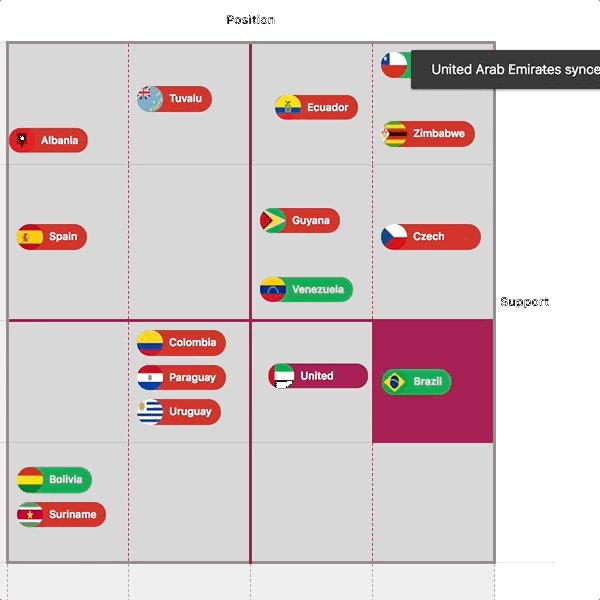 Position
United Arab Emirates synce
Tuvalu
Ecuador
Albania
Zimbabwe
Spain
Guyana
Czech
Venezuela
Support
Colombia
Paraguay
United
Brazil
Uruguay
Bolivia
Suriname